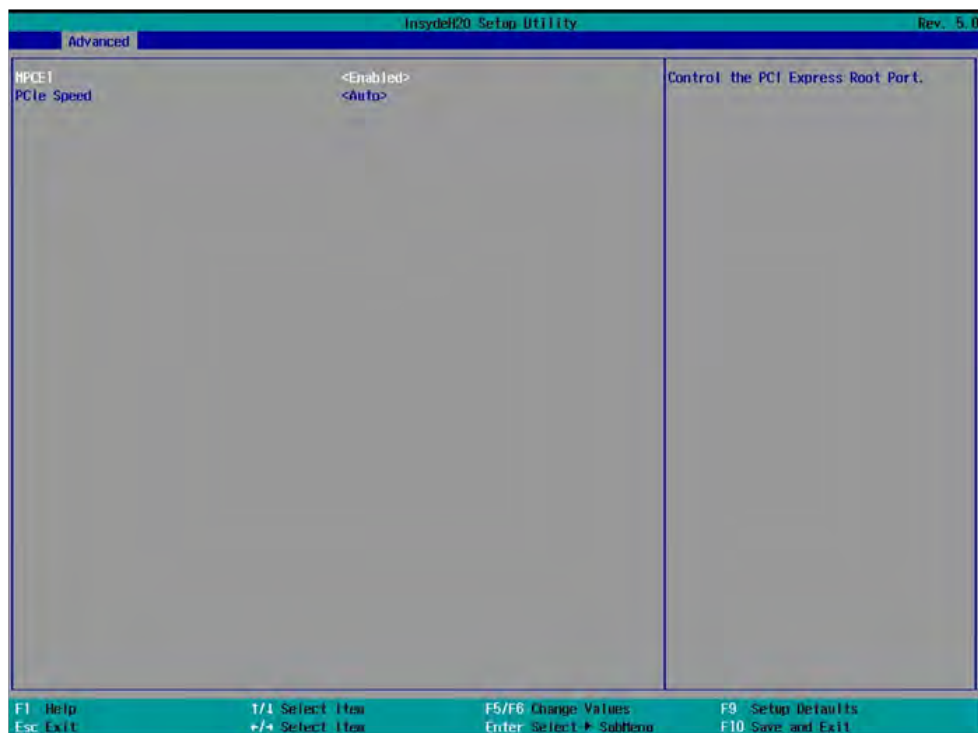 InsydeH20 Setup Utility Rev. 5.0
Advanced
MPCE1 <Enabled> Control the PCI Express Root Port.
PCIe Speed <Auto>
F1 Help ↑/↓ Select Item F5/F6 Change Values F9 Setup Defaults
Esc Exit ←/→ Select Item Enter Select ▶ SubMenu F10 Save and Exit